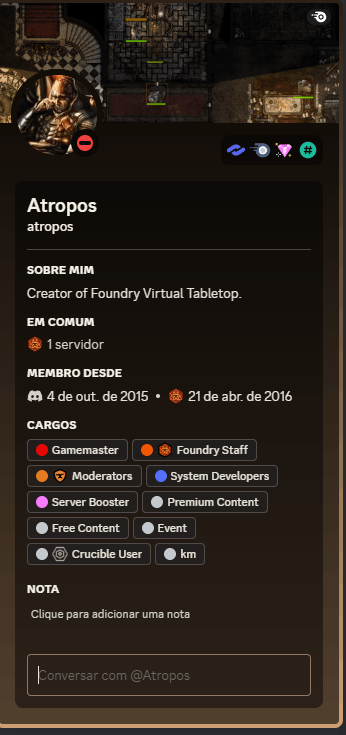 Atropos
atropos
SOBRE MIM
Creator of Foundry Virtual Tabletop.
EM COMUM
1 servidor
MEMBRO DESDE
4 de out. de 2015 • 21 de abr. de 2016
CARGOS
Gamemaster Foundry Staff
Moderators System Developers
Server Booster Premium Content
Free Content Event
Crucible User km
NOTA
Clique para adicionar uma nota
Conversar com @Atropos